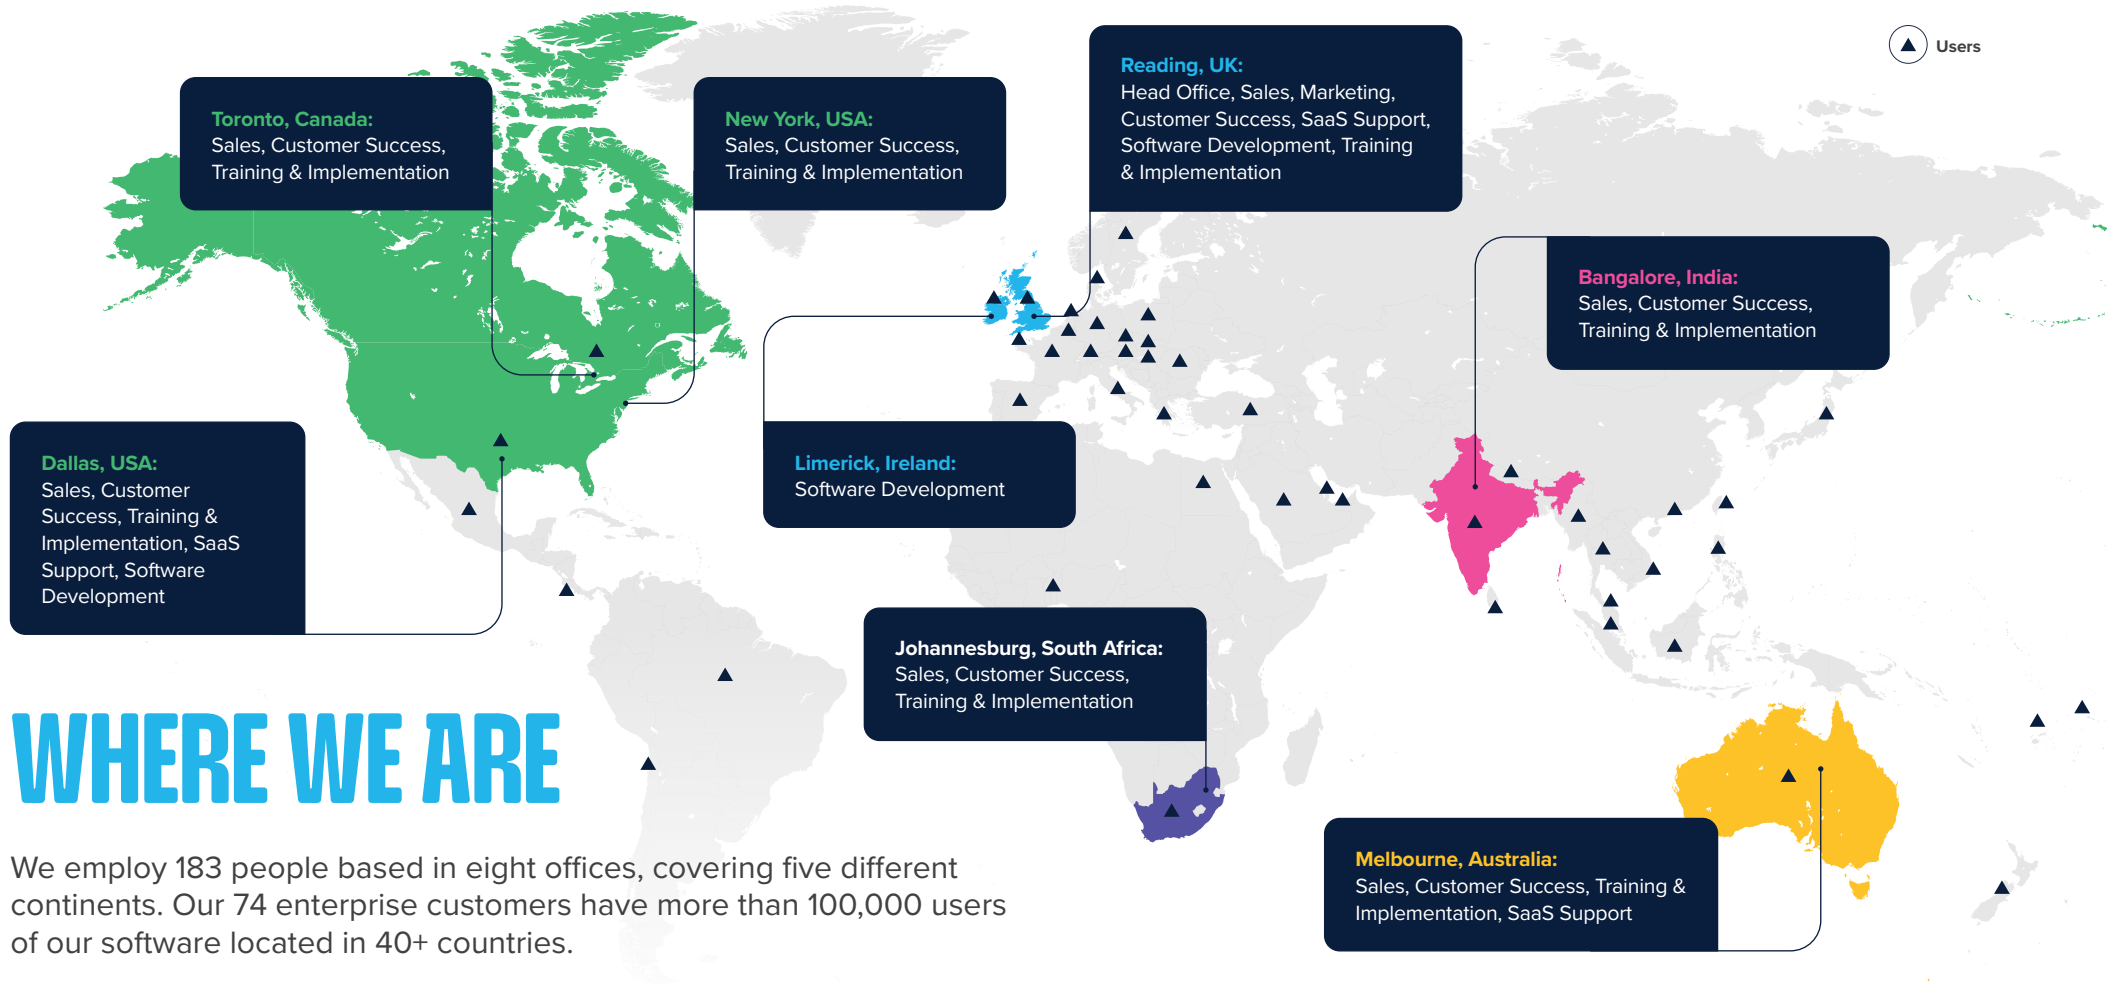 Users
Toronto, Canada:
Sales, Customer Success,
Training & Implementation
New York, USA:
Sales, Customer Success,
Training & Implementation
Reading, UK:
Head Office, Sales, Marketing,
Customer Success, SaaS Support,
Software Development, Training
& Implementation
Bangalore, India:
Sales, Customer Success,
Training & Implementation
Dallas, USA:
Sales, Customer
Success, Training &
Implementation, SaaS
Support, Software
Development
Limerick, Ireland:
Software Development
Johannesburg, South Africa:
Sales, Customer Success,
Training & Implementation
Melbourne, Australia:
Sales, Customer Success, Training &
Implementation, SaaS Support
WHERE WE ARE
We employ 183 people based in eight offices, covering five different
continents. Our 74 enterprise customers have more than 100,000 users
of our software located in 40+ countries.